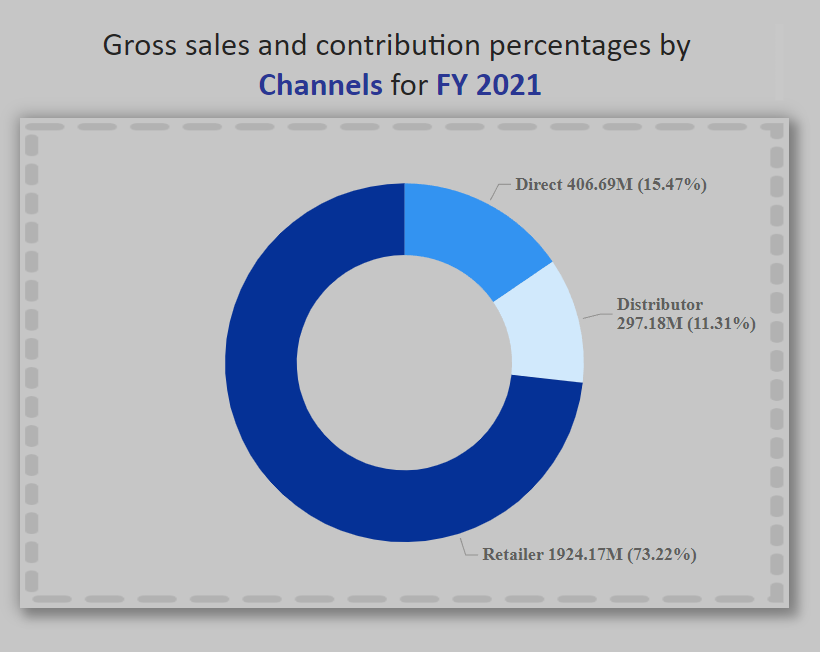 Gross sales and contribution percentages by
Channels for FY 2021
Direct 406.69M (15.47%)
Distributor
297.18M (11.31%)
Retailer 1924.17M (73.22%)